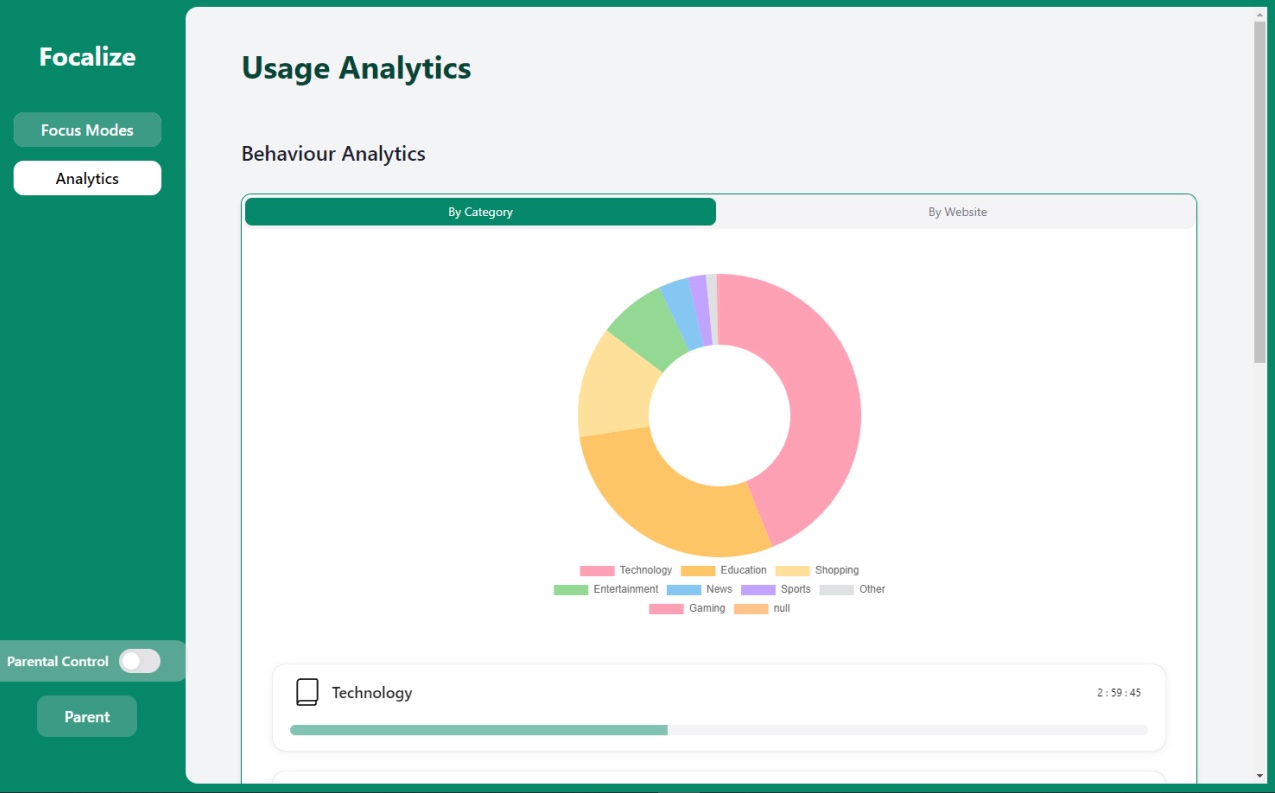 Focalize
Focus Modes
Analytics
Parental Control
Parent
Usage Analytics
Behaviour Analytics
By Category By Website
Technology Education Shopping
Entertainment News Sports Other
Gaming null
Technology 2 : 59 : 45